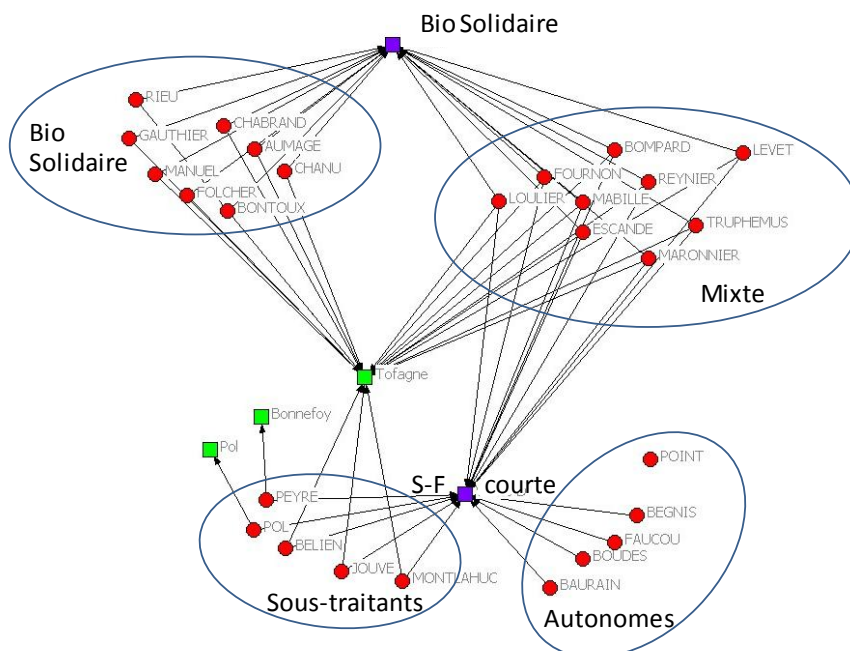 Bio Solidaire
RIEU
CHABRAND
GAUTHIER
AUMAGE
Bio
Solidaire
MANUEL
CHANU
FOLCHER
BONTOUX
BOMPARD
LEVET
FOURNON
REYNIER
LOULIER
MABILLE
TRUPHEMUS
ESCANDE
MARONNIER
Mixte
Tofagne
Bonnefoy
Pol
POINT
S-F courte
PEYRE
BEGNIS
POL
FAUCOU
BELIEN
BOUDES
JOUVE
MONTLAHUC
BAURAIN
Sous-traitants
Autonomes